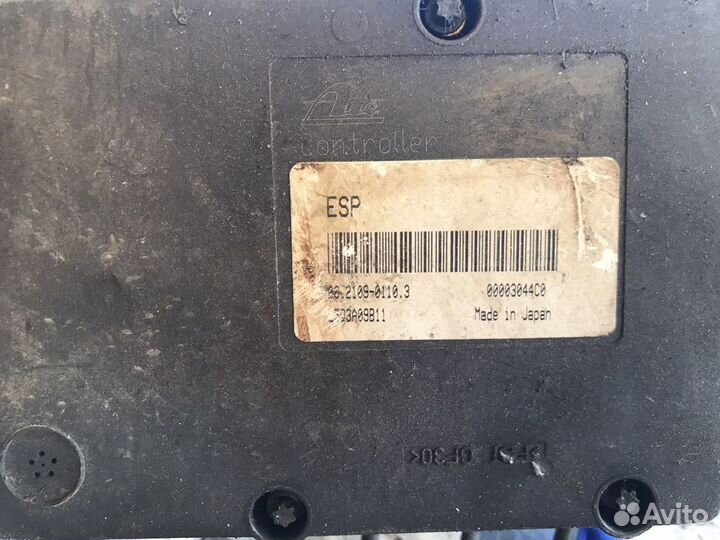 Ate
controller
ESP
06.2109-0110.3 00003044C0
Made in Japan
Avito